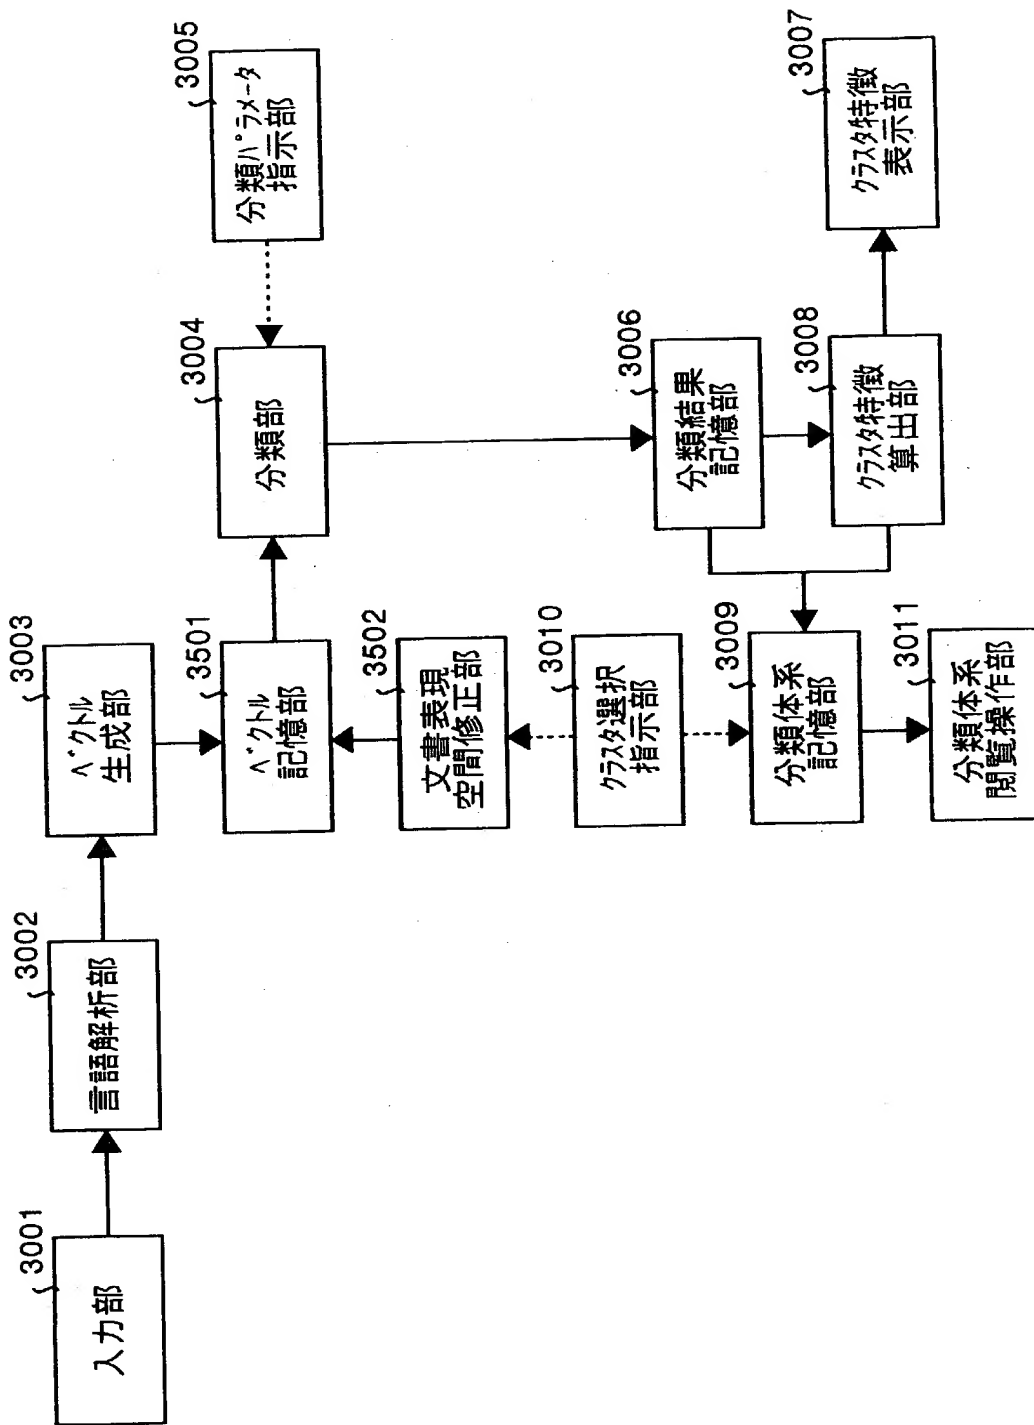 3001
入力部
3002
言語解析部
3003
ベクトル
生成部
3501
ベクトル
記憶部
3502
文書表現
空間修正部
3010
クラスタ選択
指示部
3009
分類体系
記憶部
3011
分類体系
閲覧操作部
3004
分類部
3006
分類結果
記憶部
3008
クラスタ特徴
算出部
3005
分類パラメータ
指示部
3007
クラスタ特徴
表示部